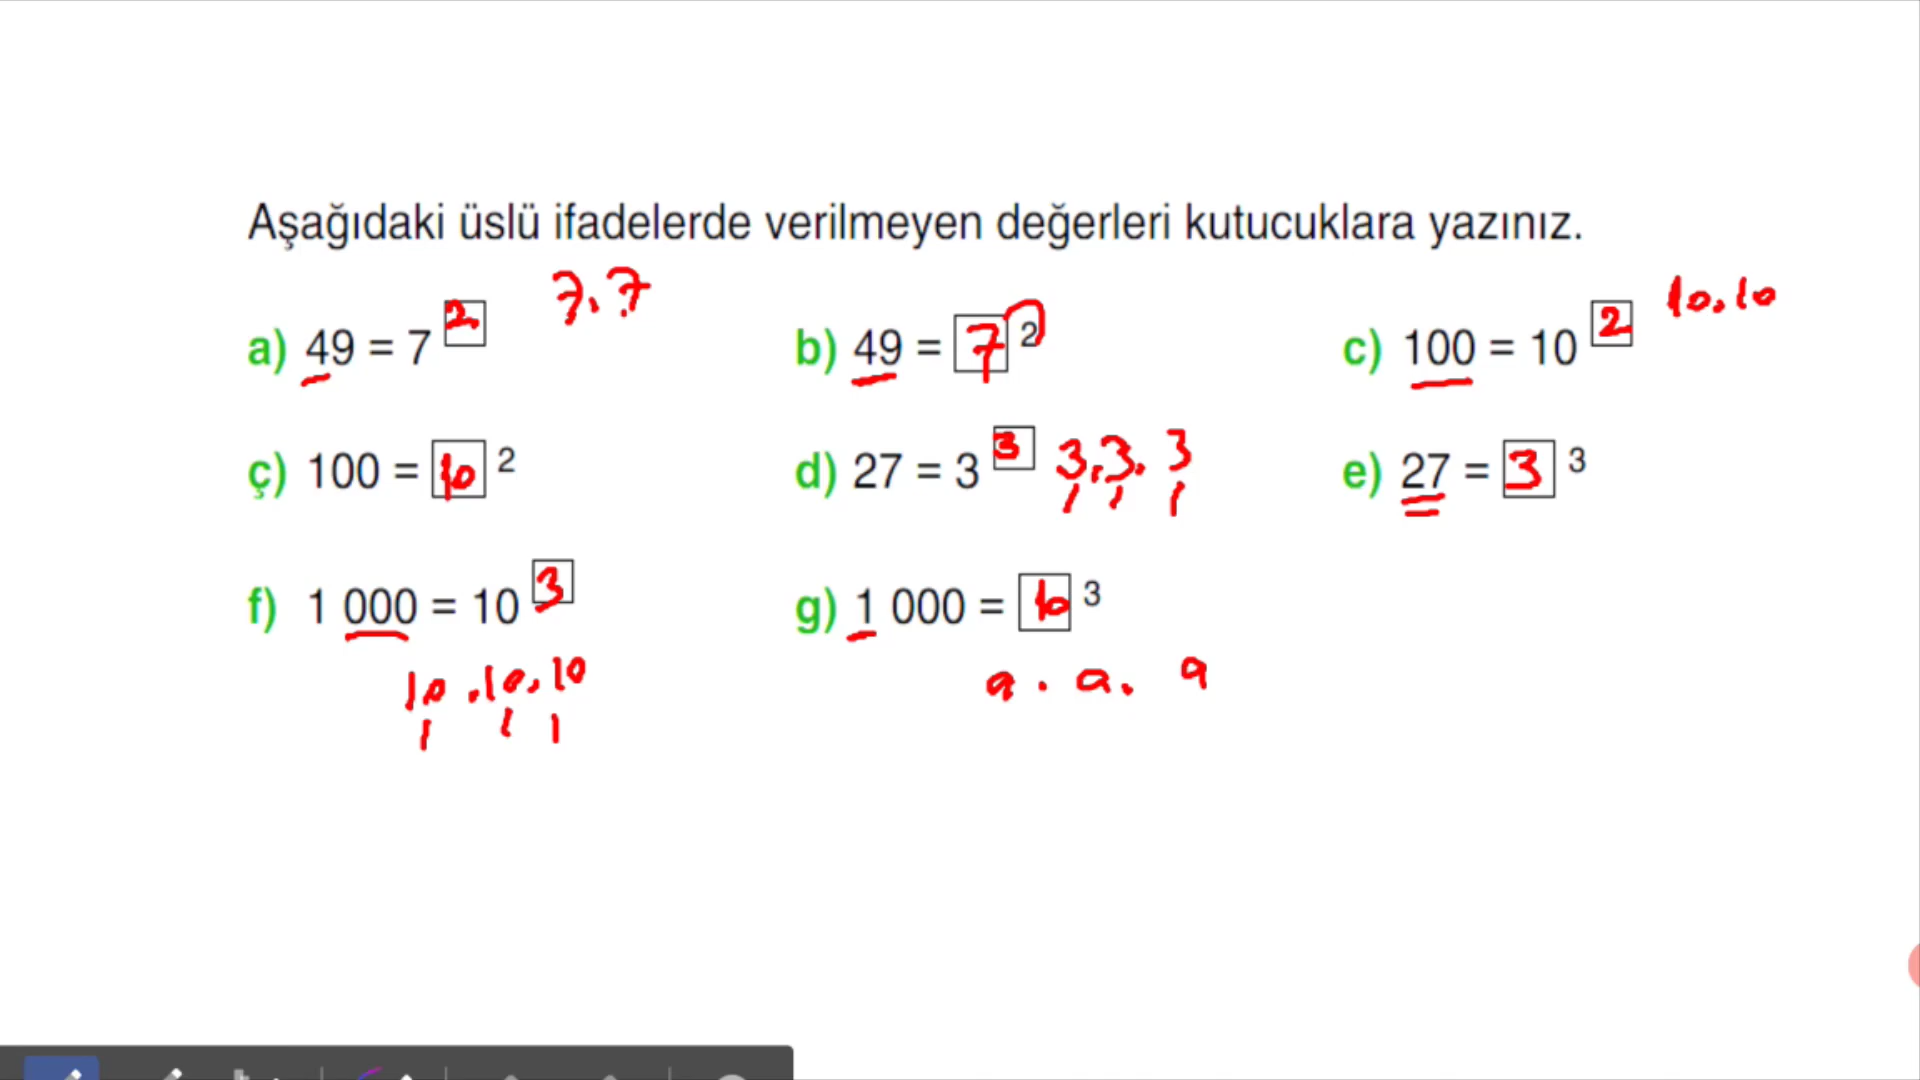 Aşağıdaki üslü ifadelerde verilmeyen değerleri kutucuklara yazınız.
a) 49 = 7 2 7.7
b) 49 = 7 2
c) 100 = 10 2 10.10
ç) 100 = 10 2
d) 27 = 3 3 3.3.3
e) 27 = 3 3
f) 1 000 = 10 3
g) 1 000 = 10 3
10.10.10
a.a.a